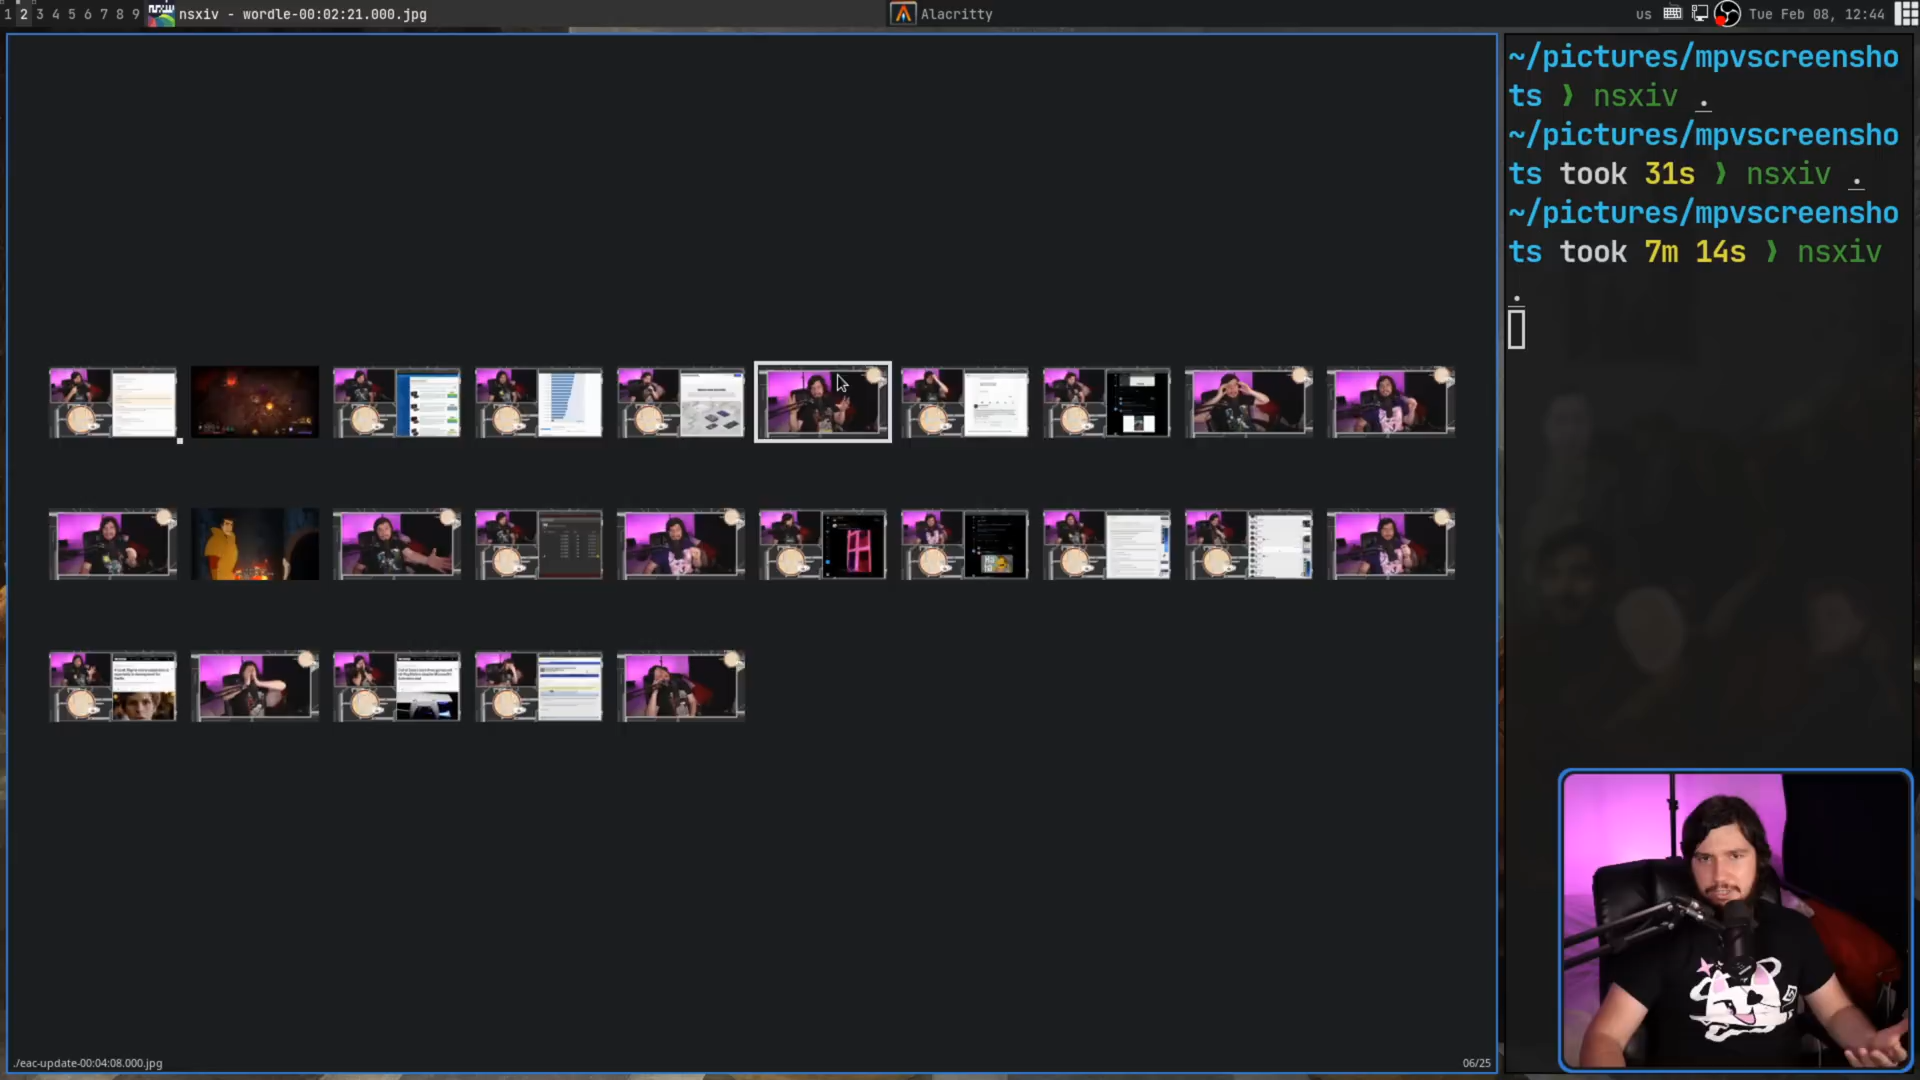 1 2 3 4 5 6 7 8 9 nsxiv - wordle-00:02:21.000.jpg
Alacritty
us Tue Feb 08, 12:44
~/pictures/mpvscreensho
ts ❯ nsxiv .
~/pictures/mpvscreensho
ts took 31s ❯ nsxiv .
~/pictures/mpvscreensho
ts took 7m 14s ❯ nsxiv
.
./eac-update-00:04:08.000.jpg
06/25